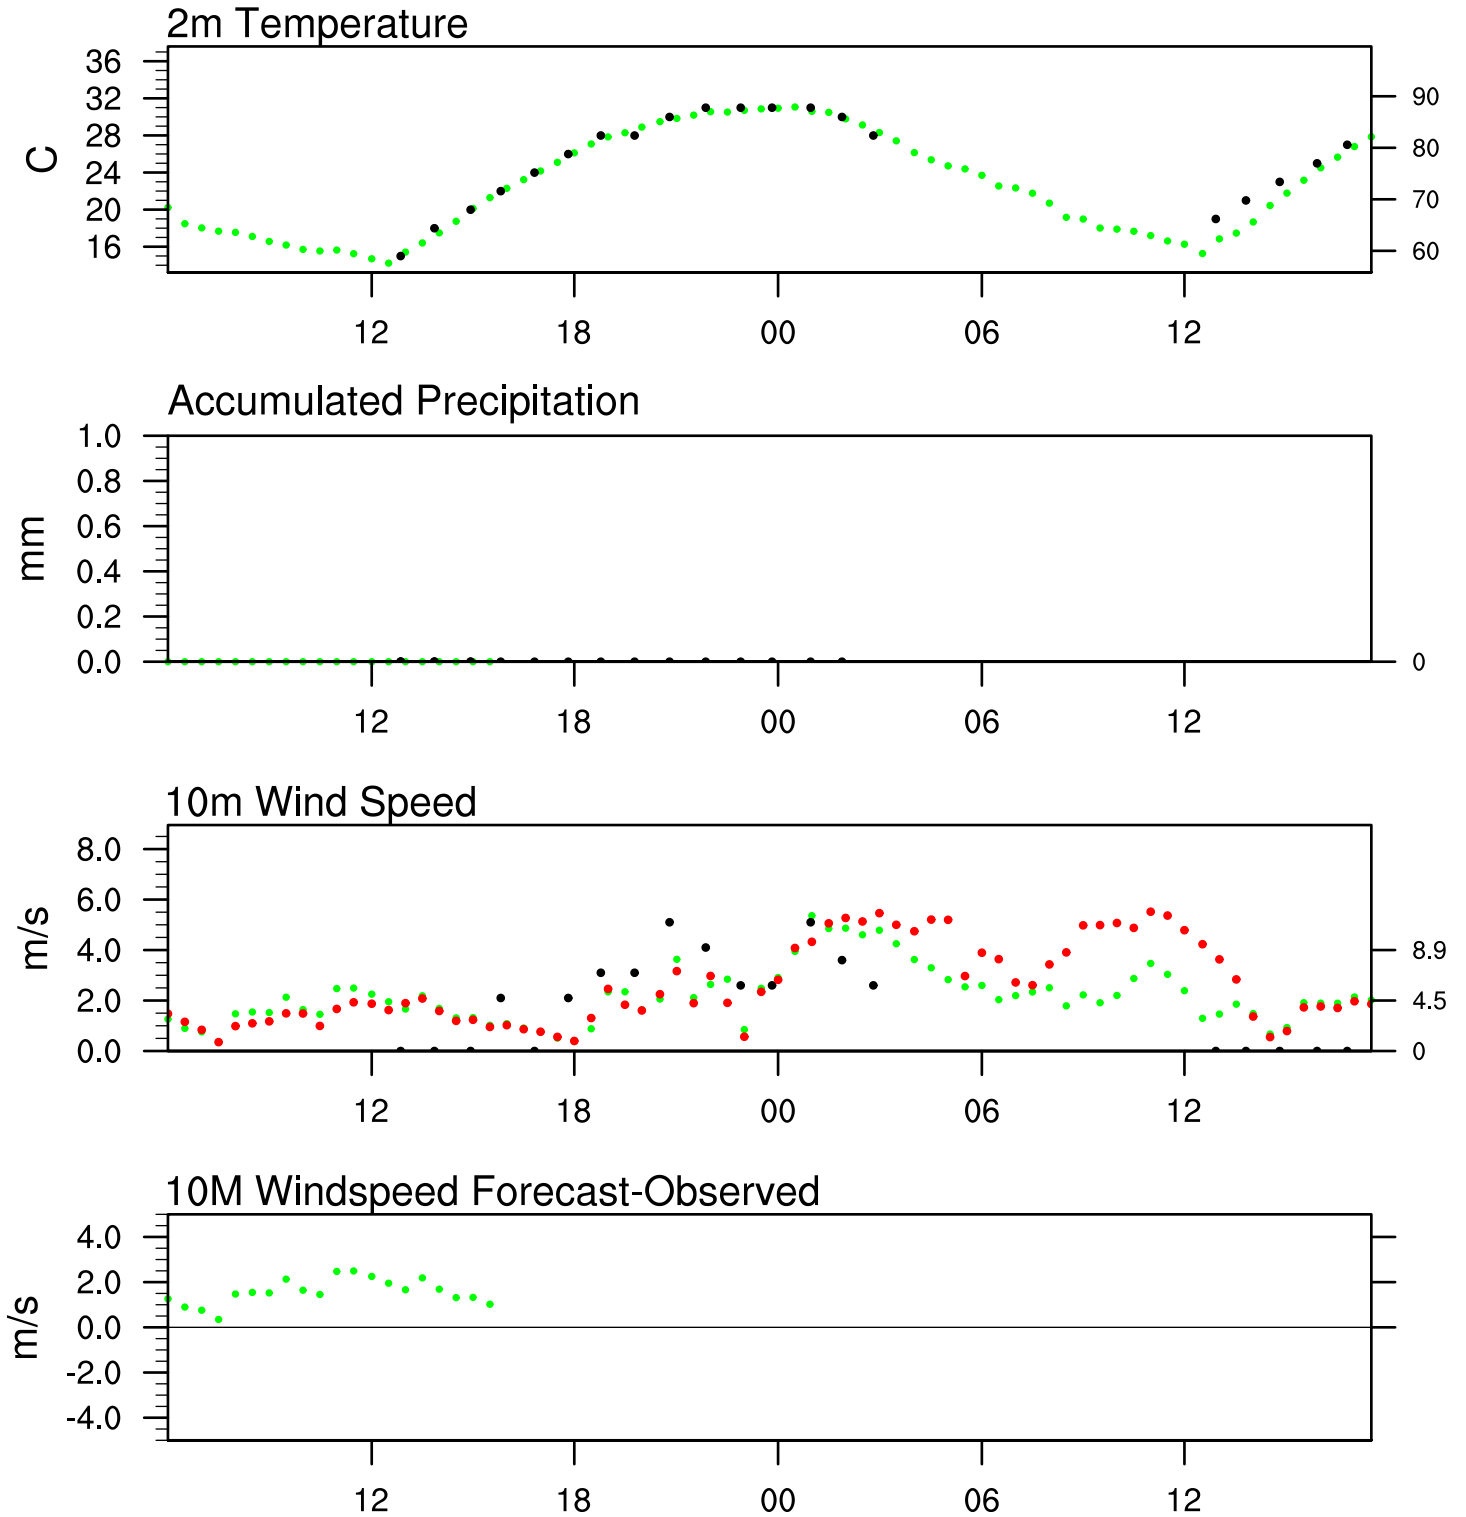 2m Temperature
36
32
28
24
20
16
C
90
80
70
60
12 18 00 06 12
Accumulated Precipitation
1.0
0.8
0.6
0.4
0.2
0.0
mm
0
12 18 00 06 12
10m Wind Speed
8.0
6.0
4.0
2.0
0.0
m/s
8.9
4.5
0
12 18 00 06 12
10M Windspeed Forecast-Observed
4.0
2.0
0.0
-2.0
-4.0
m/s
12 18 00 06 12